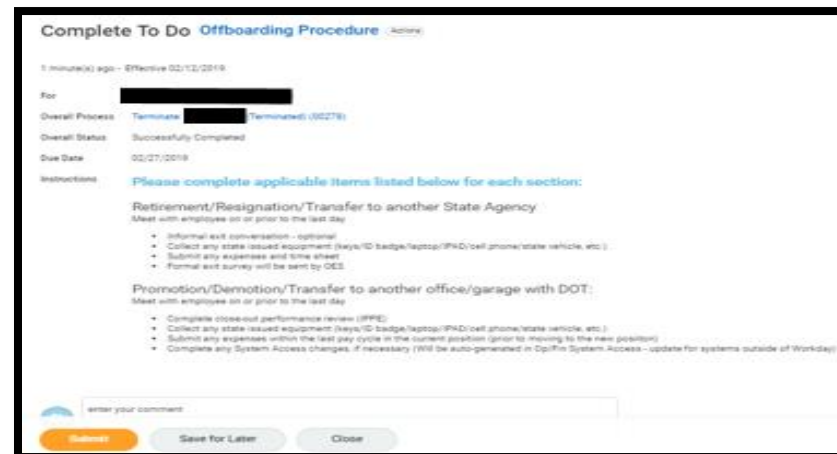 Complete To Do Offboarding Procedure Actions
1 minute(s) ago - Effective 02/12/2019
For
Overall Process Terminate: (Terminated) (00278)
Overall Status Successfully Completed
Due Date 02/27/2019
Instructions Please complete applicable items listed below for each section:
Retirement/Resignation/Transfer to another State Agency
Meet with employee on or prior to the last day
• Informal exit conversation - optional
• Collect any state issued equipment (keys/ID badge/laptop/IPAD/cell phone/state vehicle, etc.)
• Submit any expenses and time sheet
• Formal exit survey will be sent by OES
Promotion/Demotion/Transfer to another office/garage with DOT:
Meet with employee on or prior to the last day
• Complete close-out performance review (IPPE)
• Collect any state issued equipment (keys/ID badge/laptop/IPAD/cell phone/state vehicle, etc.)
• Submit any expenses within the last pay cycle in the current position (prior to moving to the new position)
• Complete any System Access changes, if necessary (Will be auto-generated in Op/Fin System Access - update for systems outside of Workday)
enter your comment
Submit Save for Later Close